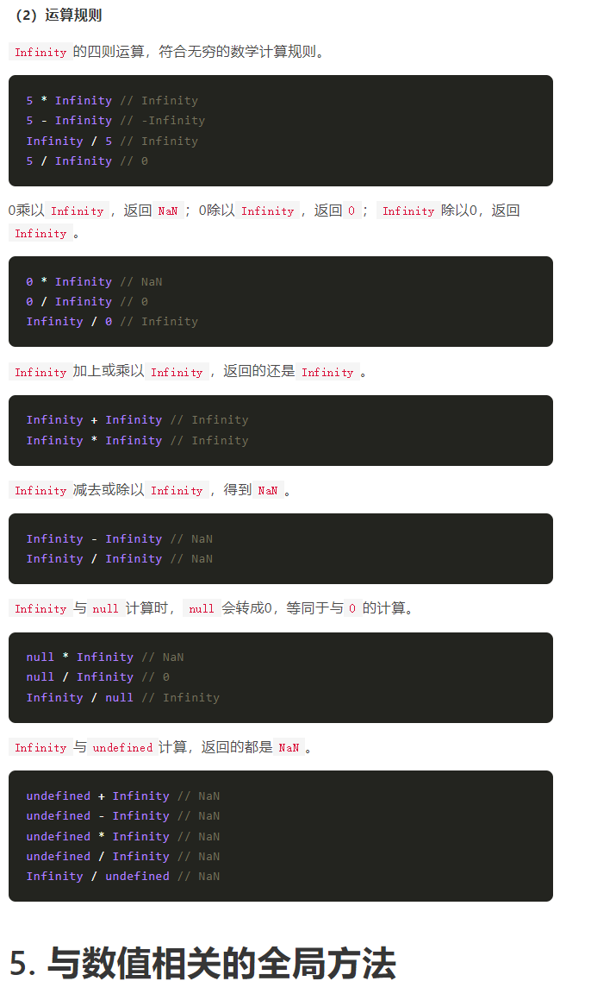 （2）运算规则
Infinity 的四则运算，符合无穷的数学计算规则。
5 * Infinity // Infinity
5 - Infinity // -Infinity
Infinity / 5 // Infinity
5 / Infinity // 0
0乘以 Infinity ，返回 NaN ；0除以 Infinity ，返回 0 ； Infinity 除以0，返回
Infinity 。
0 * Infinity // NaN
0 / Infinity // 0
Infinity / 0 // Infinity
Infinity 加上或乘以 Infinity ，返回的还是 Infinity 。
Infinity + Infinity // Infinity
Infinity * Infinity // Infinity
Infinity 减去或除以 Infinity ，得到 NaN 。
Infinity - Infinity // NaN
Infinity / Infinity // NaN
Infinity 与 null 计算时， null 会转成0，等同于与 0 的计算。
null * Infinity // NaN
null / Infinity // 0
Infinity / null // Infinity
Infinity 与 undefined 计算，返回的都是 NaN 。
undefined + Infinity // NaN
undefined - Infinity // NaN
undefined * Infinity // NaN
undefined / Infinity // NaN
Infinity / undefined // NaN
5. 与数值相关的全局方法